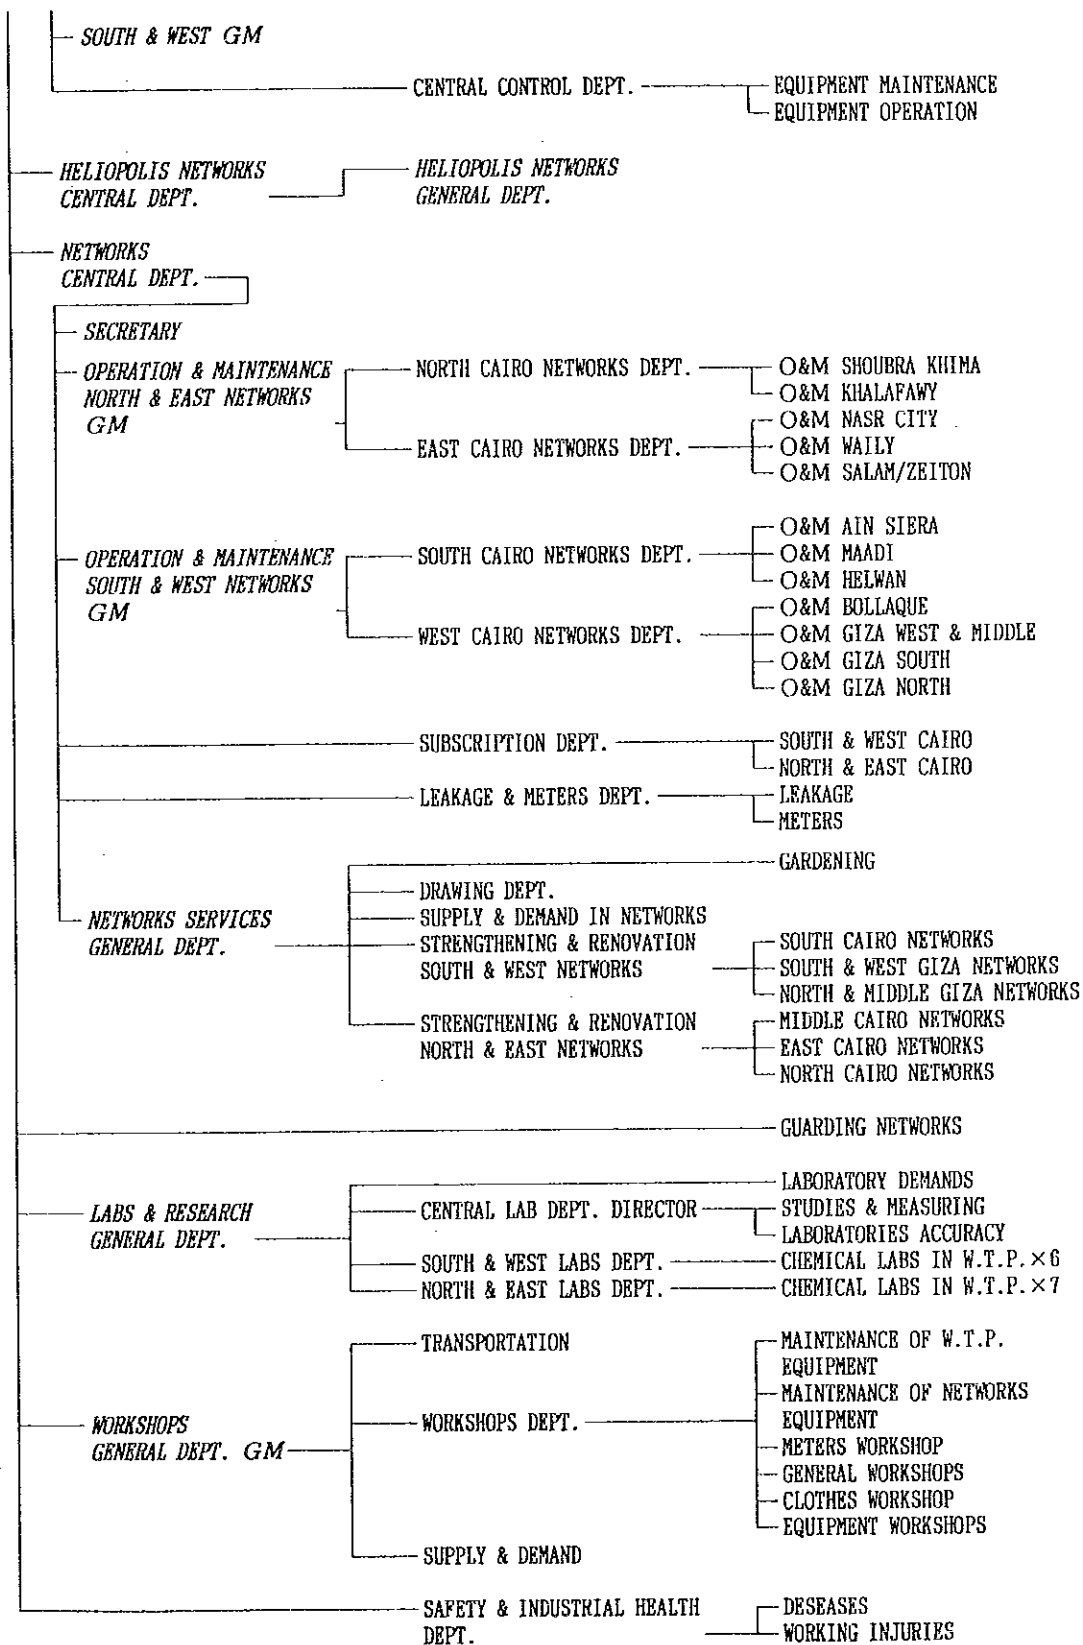 SOUTH & WEST GM
CENTRAL CONTROL DEPT.
EQUIPMENT MAINTENANCE
EQUIPMENT OPERATION
HELIOPOLIS NETWORKS
CENTRAL DEPT.
HELIOPOLIS NETWORKS
GENERAL DEPT.
NETWORKS
CENTRAL DEPT.
SECRETARY
OPERATION & MAINTENANCE
NORTH & EAST NETWORKS
GM
NORTH CAIRO NETWORKS DEPT.
O&M SHOUBRA KHIMA
O&M KHALAFAWY
EAST CAIRO NETWORKS DEPT.
O&M NASR CITY
O&M WAILY
O&M SALAM/ZEITON
OPERATION & MAINTENANCE
SOUTH & WEST NETWORKS
GM
SOUTH CAIRO NETWORKS DEPT.
O&M AIN SIERA
O&M MAADI
O&M HELWAN
WEST CAIRO NETWORKS DEPT.
O&M BOLLAQUE
O&M GIZA WEST & MIDDLE
O&M GIZA SOUTH
O&M GIZA NORTH
SUBSCRIPTION DEPT.
SOUTH & WEST CAIRO
NORTH & EAST CAIRO
LEAKAGE & METERS DEPT.
LEAKAGE
METERS
NETWORKS SERVICES
GENERAL DEPT.
GARDENING
DRAWING DEPT.
SUPPLY & DEMAND IN NETWORKS
STRENGTHENING & RENOVATION
SOUTH & WEST NETWORKS
SOUTH CAIRO NETWORKS
SOUTH & WEST GIZA NETWORKS
NORTH & MIDDLE GIZA NETWORKS
STRENGTHENING & RENOVATION
NORTH & EAST NETWORKS
MIDDLE CAIRO NETWORKS
EAST CAIRO NETWORKS
NORTH CAIRO NETWORKS
GUARDING NETWORKS
LABS & RESEARCH
GENERAL DEPT.
LABORATORY DEMANDS
CENTRAL LAB DEPT. DIRECTOR
STUDIES & MEASURING
LABORATORIES ACCURACY
SOUTH & WEST LABS DEPT.
CHEMICAL LABS IN W.T.P.×6
NORTH & EAST LABS DEPT.
CHEMICAL LABS IN W.T.P.×7
WORKSHOPS
GENERAL DEPT. GM
TRANSPORTATION
WORKSHOPS DEPT.
MAINTENANCE OF W.T.P.
EQUIPMENT
MAINTENANCE OF NETWORKS
EQUIPMENT
METERS WORKSHOP
GENERAL WORKSHOPS
CLOTHES WORKSHOP
EQUIPMENT WORKSHOPS
SUPPLY & DEMAND
SAFETY & INDUSTRIAL HEALTH
DEPT.
DESEASES
WORKING INJURIES